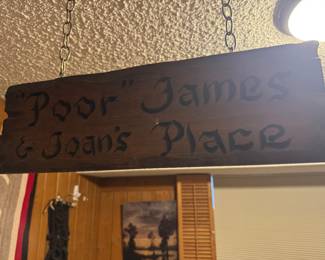 "Poor" James
& Joan's Place